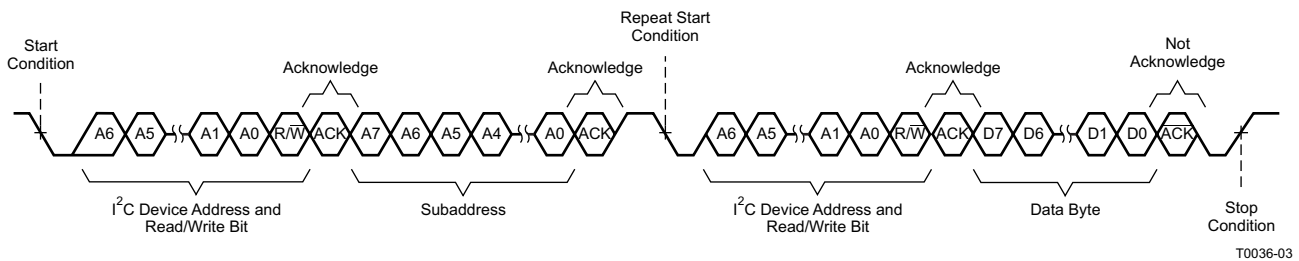 Repeat Start
Condition
Start
Condition
Not
Acknowledge
Acknowledge
Acknowledge
Acknowledge
A6 A5 A1 A0 R/W̅ ACK A7 A6 A5 A4 A0 ACK A6 A5 A1 A0 R/W̅ ACK D7 D6 D1 D0 A̅C̅K̅
I²C Device Address and
Read/Write Bit
Subaddress
I²C Device Address and
Read/Write Bit
Data Byte
Stop
Condition
T0036-03